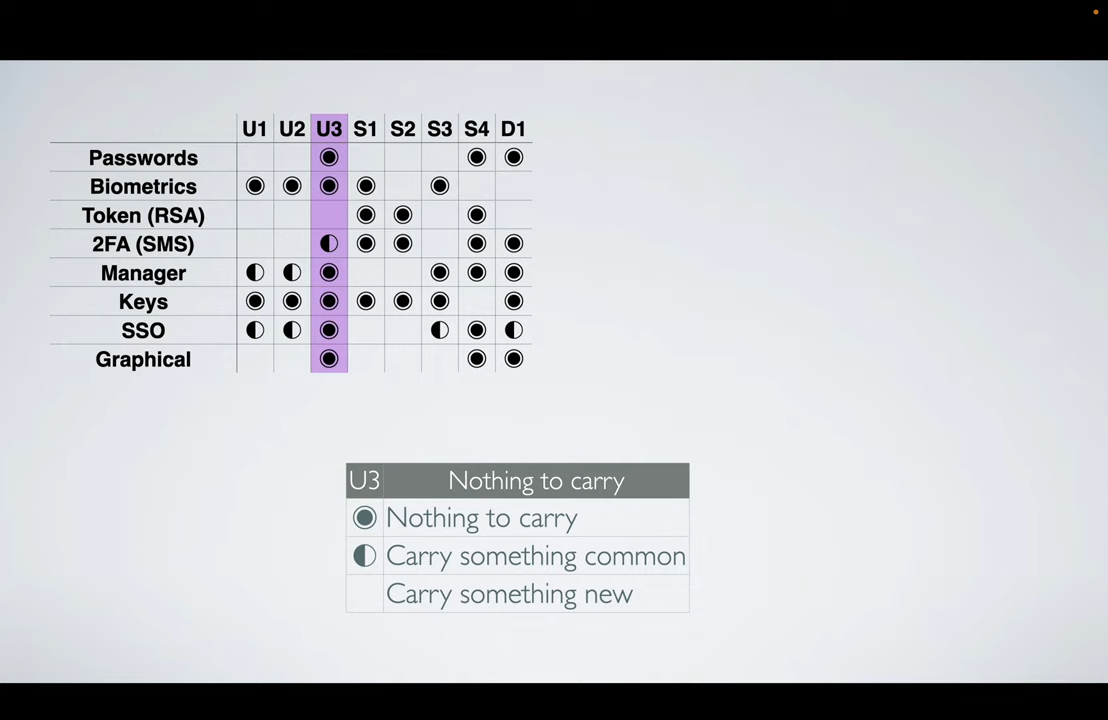 U1 U2 U3 S1 S2 S3 S4 D1
Passwords
Biometrics
Token (RSA)
2FA (SMS)
Manager
Keys
SSO
Graphical
U3 Nothing to carry
Nothing to carry
Carry something common
Carry something new